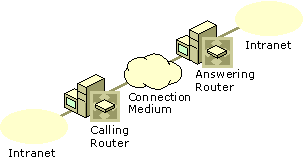 Intranet
Answering
Router
Connection
Medium
Calling
Router
Intranet